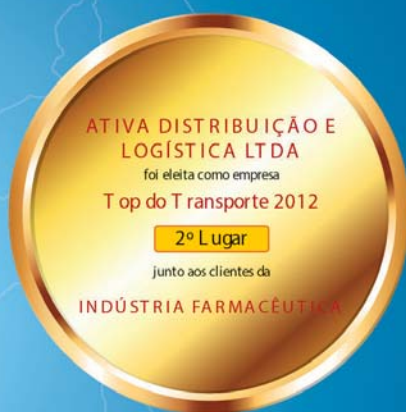 ATIVA DISTRIBUIÇÃO E
LOGÍSTICA LTDA
foi eleita como empresa
Top do Transporte 2012
2º Lugar
junto aos clientes da
INDÚSTRIA FARMACÊUTICA